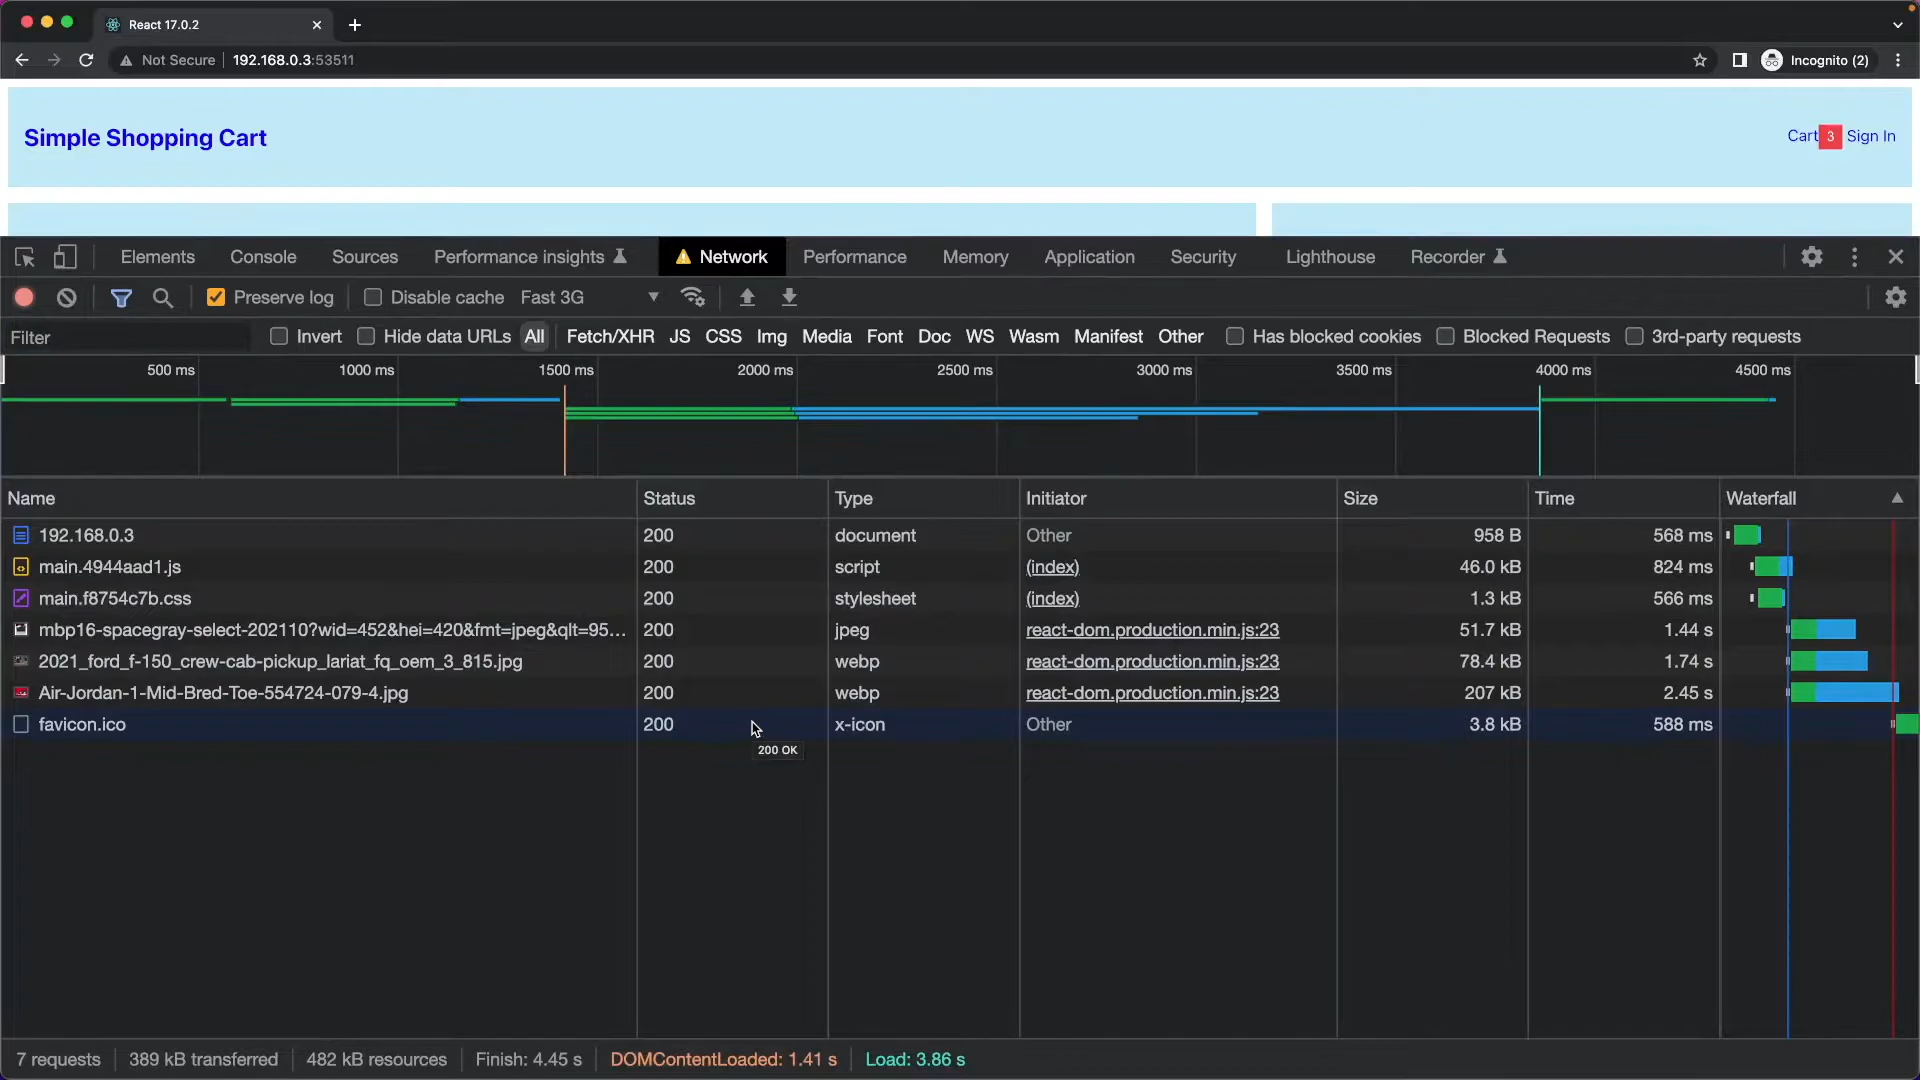 React 17.0.2
Not Secure 192.168.0.3:53511 Incognito (2)
Simple Shopping Cart Cart 3 Sign In
Elements Console Sources Performance insights Network Performance Memory Application Security Lighthouse Recorder
Preserve log Disable cache Fast 3G
Filter Invert Hide data URLs All Fetch/XHR JS CSS Img Media Font Doc WS Wasm Manifest Other Has blocked cookies Blocked Requests 3rd-party requests
500 ms 1000 ms 1500 ms 2000 ms 2500 ms 3000 ms 3500 ms 4000 ms 4500 ms
Name Status Type Initiator Size Time Waterfall
192.168.0.3 200 document Other 958 B 568 ms
main.4944aad1.js 200 script (index) 46.0 kB 824 ms
main.f8754c7b.css 200 stylesheet (index) 1.3 kB 566 ms
mbp16-spacegray-select-202110?wid=452&hei=420&fmt=jpeg&qlt=95... 200 jpeg react-dom.production.min.js:23 51.7 kB 1.44 s
2021_ford_f-150_crew-cab-pickup_lariat_fq_oem_3_815.jpg 200 webp react-dom.production.min.js:23 78.4 kB 1.74 s
Air-Jordan-1-Mid-Bred-Toe-554724-079-4.jpg 200 webp react-dom.production.min.js:23 207 kB 2.45 s
favicon.ico 200 x-icon Other 3.8 kB 588 ms
200 OK
7 requests 389 kB transferred 482 kB resources Finish: 4.45 s DOMContentLoaded: 1.41 s Load: 3.86 s